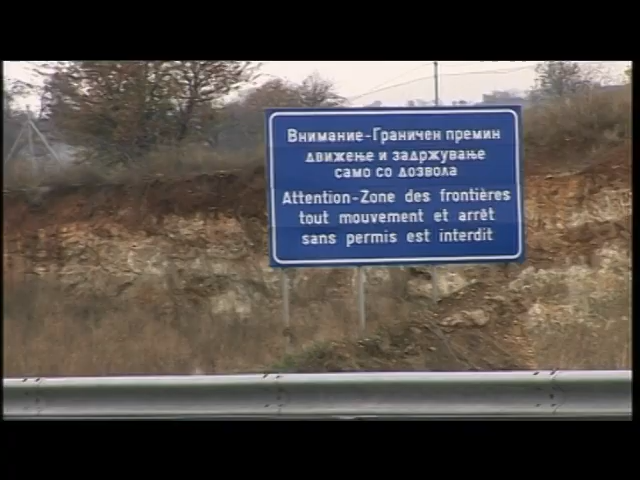 Внимание-Граничен премин
движење и задржување
само со дозвола
Attention-Zone des frontières
tout mouvement et arrêt
sans permis est interdit